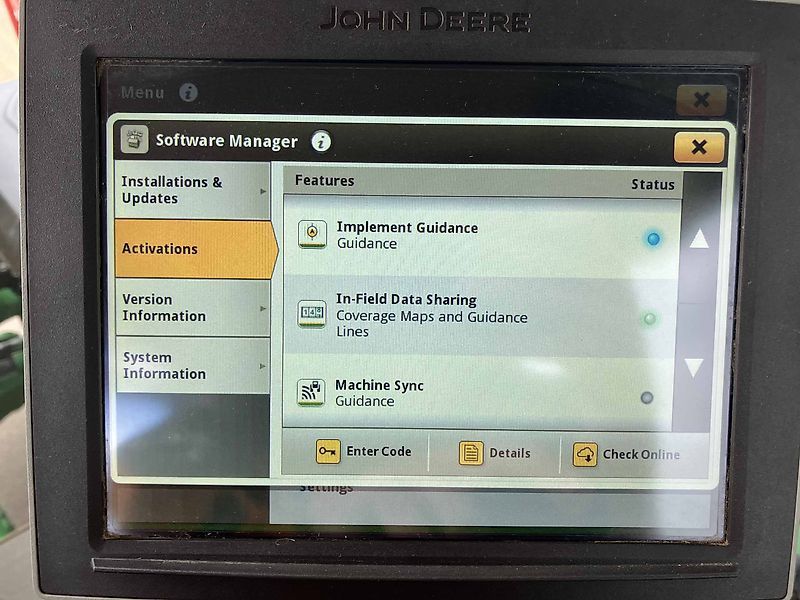 JOHN DEERE
Menu
Software Manager
Installations &
Updates
Activations
Version
Information
System
Information
Features
Status
Implement Guidance
Guidance
In-Field Data Sharing
Coverage Maps and Guidance
Lines
Machine Sync
Guidance
Enter Code
Details
Check Online
Settings